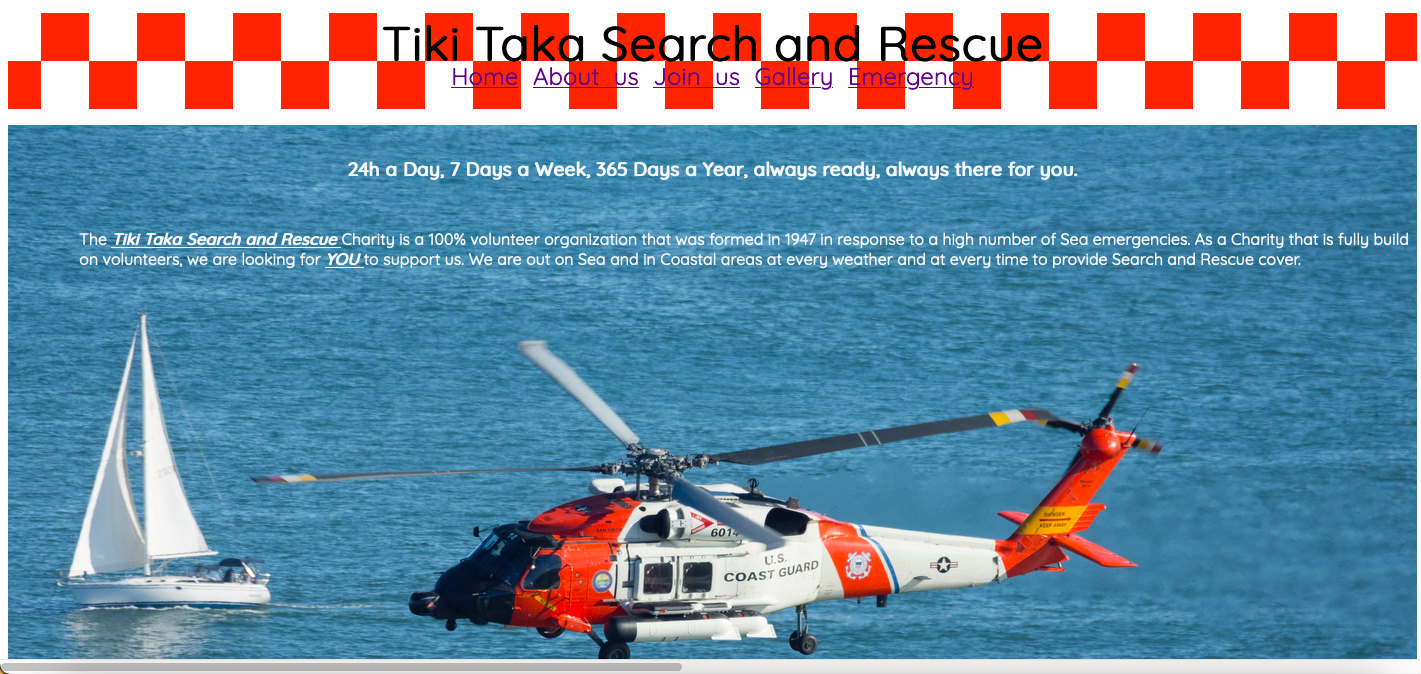 Tiki Taka Search and Rescue
Home About us Join us Gallery Emergency
24h a Day, 7 Days a Week, 365 Days a Year, always ready, always there for you.
The Tiki Taka Search and Rescue Charity is a 100% volunteer organization that was formed in 1947 in response to a high number of Sea emergencies. As a Charity that is fully build
on volunteers, we are looking for YOU to support us. We are out on Sea and in Coastal areas at every weather and at every time to provide Search and Rescue cover.
6014
U.S.
COAST GUARD
DANGER
KEEP AWAY